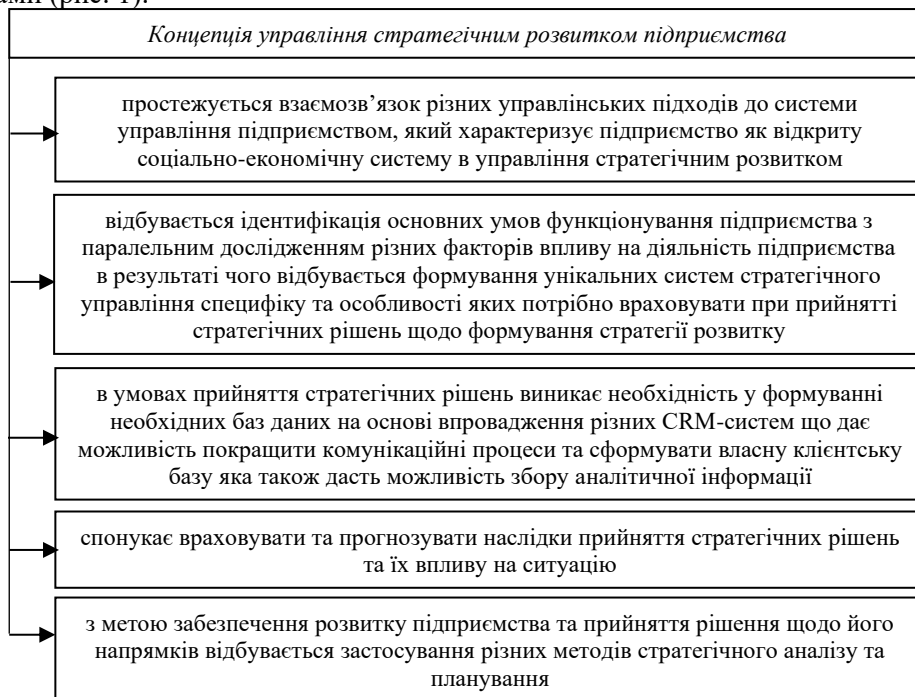 (рис. 1).
Концепція управління стратегічним розвитком підприємства
простежується взаємозв’язок різних управлінських підходів до системи
управління підприємством, який характеризує підприємство як відкриту
соціально-економічну систему в управління стратегічним розвитком
відбувається ідентифікація основних умов функціонування підприємства з
паралельним дослідженням різних факторів впливу на діяльність підприємства
в результаті чого відбувається формування унікальних систем стратегічного
управління специфіку та особливості яких потрібно враховувати при прийнятті
стратегічних рішень щодо формування стратегії розвитку
в умовах прийняття стратегічних рішень виникає необхідність у формуванні
необхідних баз даних на основі впровадження різних CRM-систем що дає
можливість покращити комунікаційні процеси та сформувати власну клієнтську
базу яка також дасть можливість збору аналітичної інформації
спонукає враховувати та прогнозувати наслідки прийняття стратегічних рішень
та їх впливу на ситуацію
з метою забезпечення розвитку підприємства та прийняття рішення щодо його
напрямків відбувається застосування різних методів стратегічного аналізу та
планування